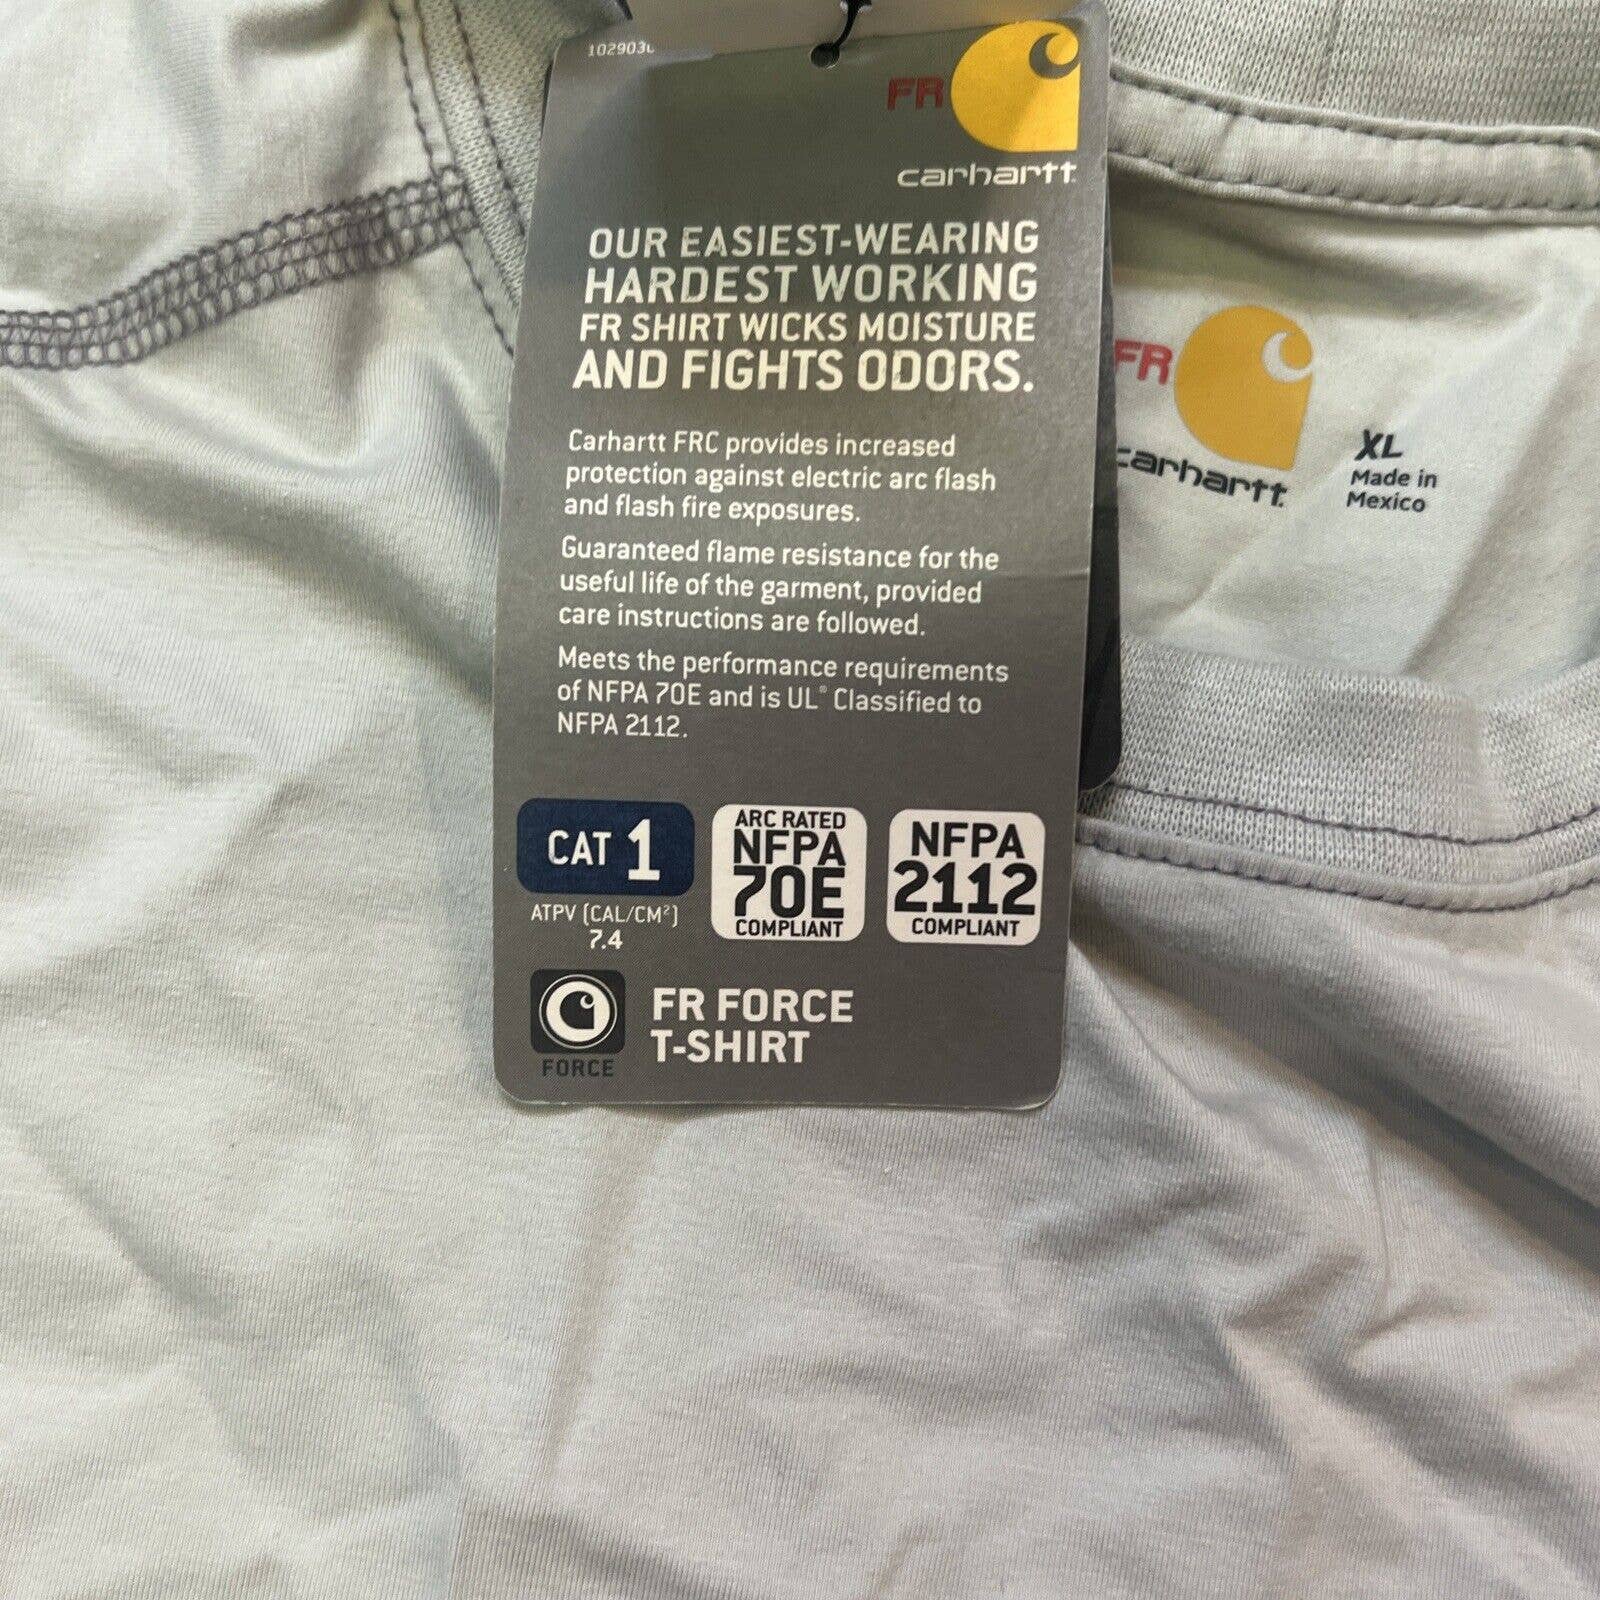 FR
carhartt
OUR EASIEST-WEARING
HARDEST WORKING
FR SHIRT WICKS MOISTURE
AND FIGHTS ODORS.
Carhartt FRC provides increased
protection against electric arc flash
and flash fire exposures.
Guaranteed flame resistance for the
useful life of the garment, provided
care instructions are followed.
Meets the performance requirements
of NFPA 70E and is UL® Classified to
NFPA 2112.
CAT 1
ATPV (CAL/CM²)
7.4
ARC RATED
NFPA
70E
COMPLIANT
NFPA
2112
COMPLIANT
FORCE
FR FORCE
T-SHIRT
FR
carhartt
XL
Made in
Mexico